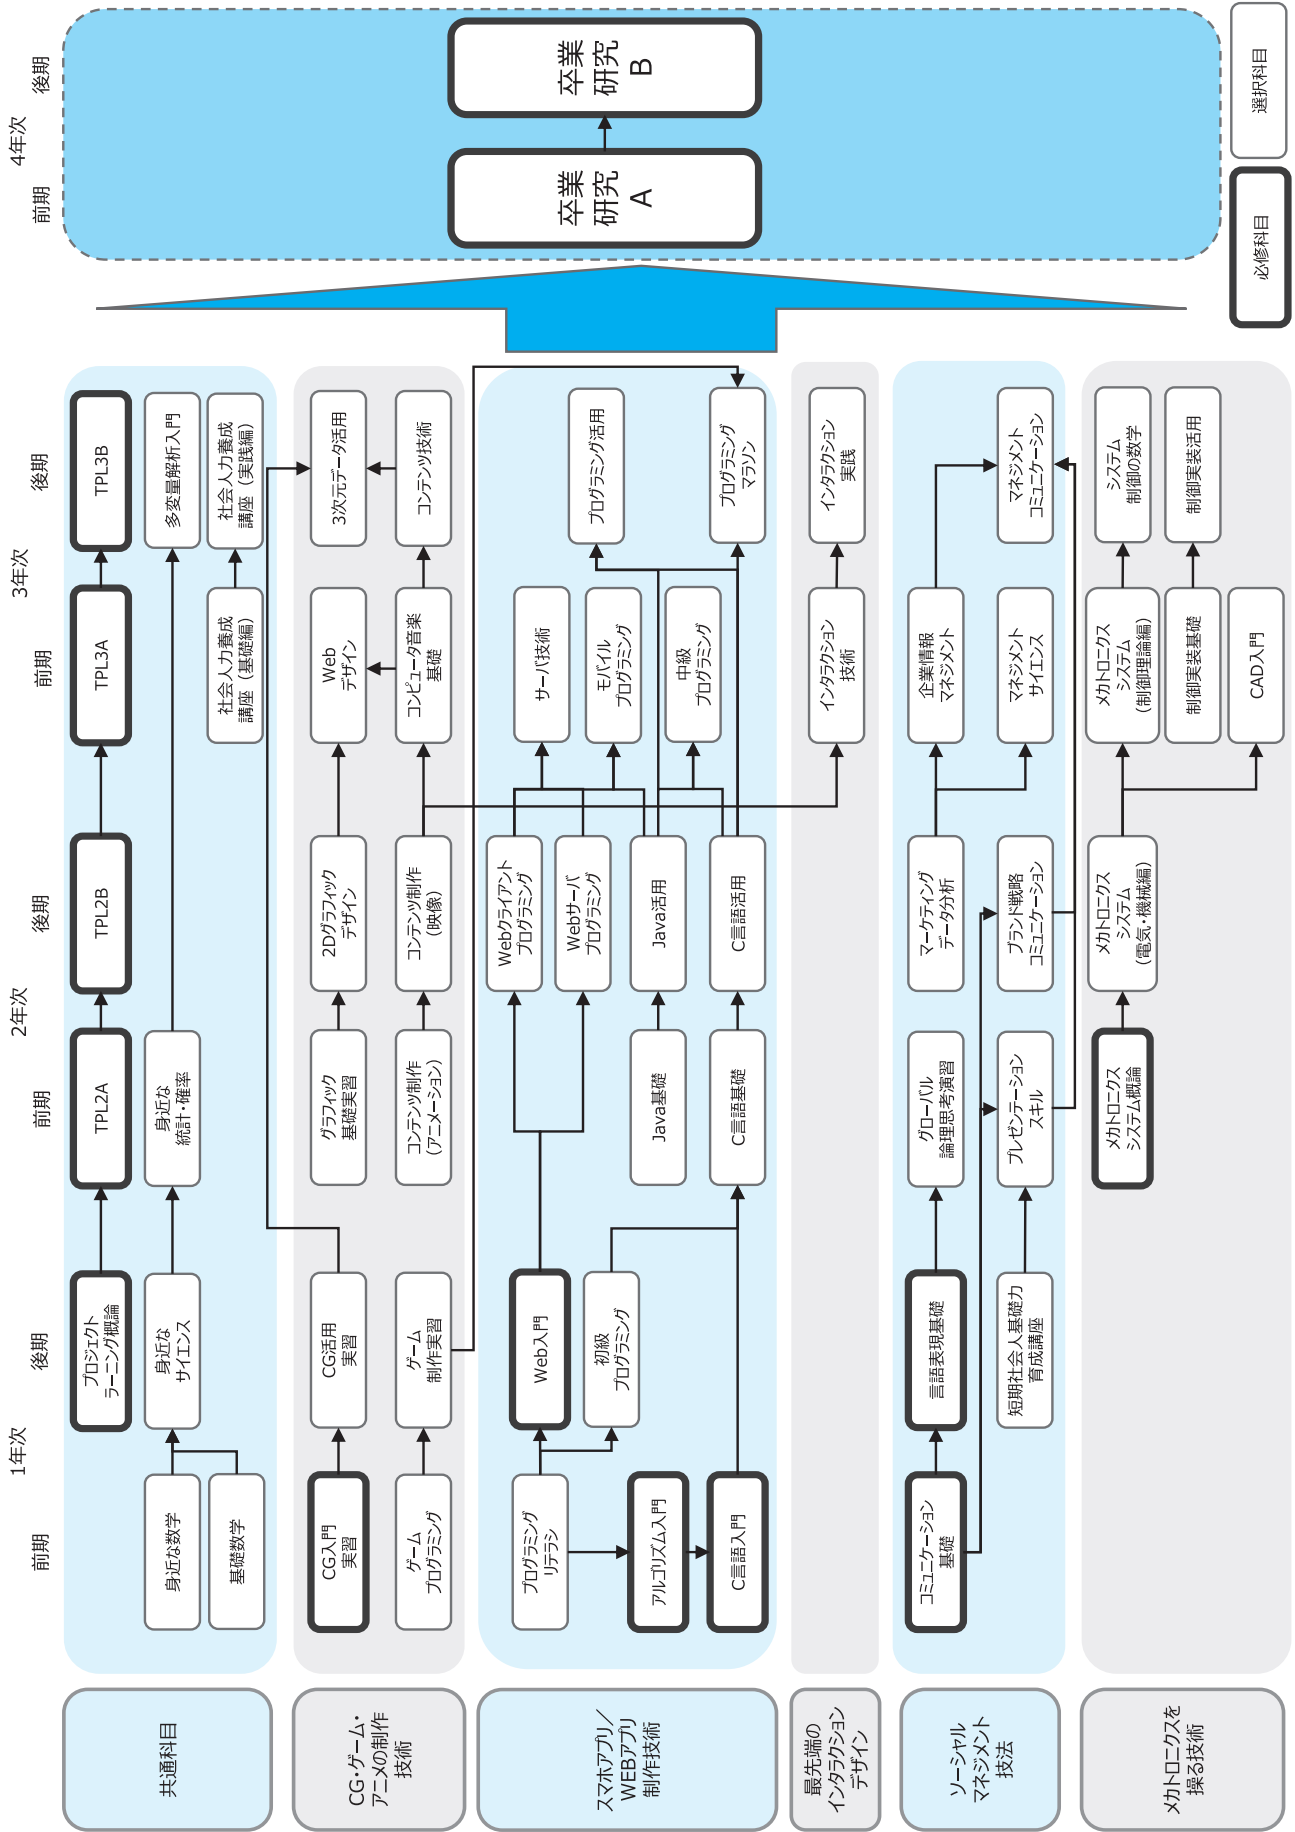 1年次
2年次
3年次
4年次
前期
後期
前期
後期
前期
後期
前期
後期
共通科目
身近な数学
基礎数学
プロジェクト
ラーニング概論
身近な
サイエンス
TPL2A
身近な
統計・確率
TPL2B
TPL3A
社会人力養成
講座（基礎編）
TPL3B
多変量解析入門
社会人力養成
講座（実践編）
CG・ゲーム・
アニメの制作
技術
CG入門
実習
ゲーム
プログラミング
CG活用
実習
ゲーム
制作実習
グラフィック
基礎実習
コンテンツ制作
（アニメーション）
2Dグラフィック
デザイン
コンテンツ制作
（映像）
Web
デザイン
コンピュータ音楽
基礎
3次元データ活用
コンテンツ技術
スマホアプリ／
WEBアプリ
制作技術
プログラミング
リテラシ
アルゴリズム入門
C言語入門
Web入門
初級
プログラミング
Java基礎
C言語基礎
Webクライアント
プログラミング
Webサーバ
プログラミング
Java活用
C言語活用
サーバ技術
モバイル
プログラミング
中級
プログラミング
プログラミング活用
プログラミング
マラソン
最先端の
インタラクション
デザイン
インタラクション
技術
インタラクション
実践
ソーシャル
マネジメント
技法
コミュニケーション
基礎
言語表現基礎
短期社会人基礎力
育成講座
グローバル
論理思考演習
プレゼンテーション
スキル
マーケティング
データ分析
ブランド戦略
コミュニケーション
企業情報
マネジメント
マネジメント
サイエンス
マネジメント
コミュニケーション
メカトロニクスを
操る技術
メカトロニクス
システム概論
メカトロニクス
システム
（電気・機械編）
メカトロニクス
システム
（制御理論編）
制御実装基礎
CAD入門
システム
制御の数学
制御実装活用
卒業
研究
A
卒業
研究
B
必修科目
選択科目